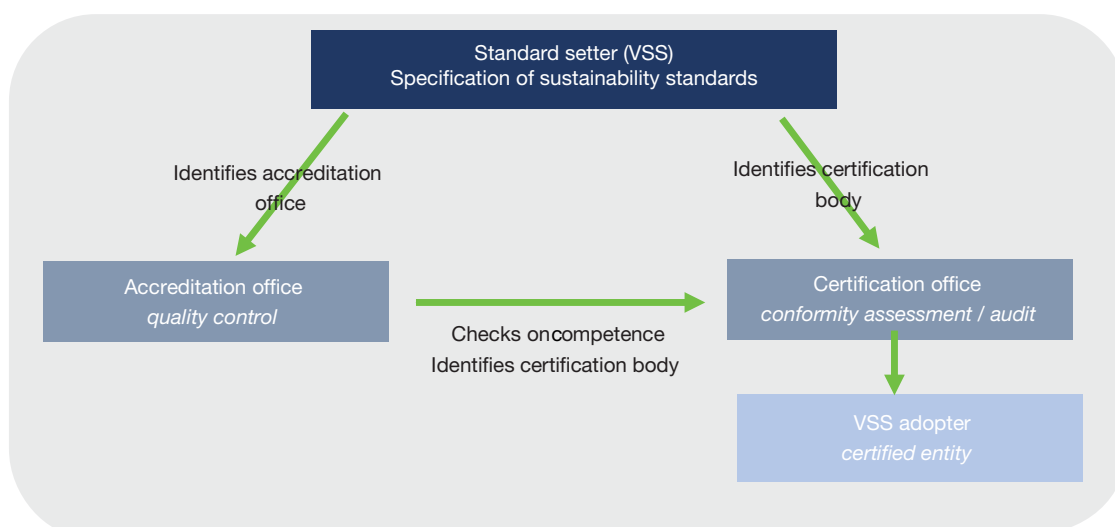 Standard setter (VSS)
Specification of sustainability standards
Identifies accreditation
office
Identifies certification
body
Accreditation office
quality control
Checks oncompetence
Identifies certification body
Certification office
conformity assessment / audit
VSS adopter
certified entity